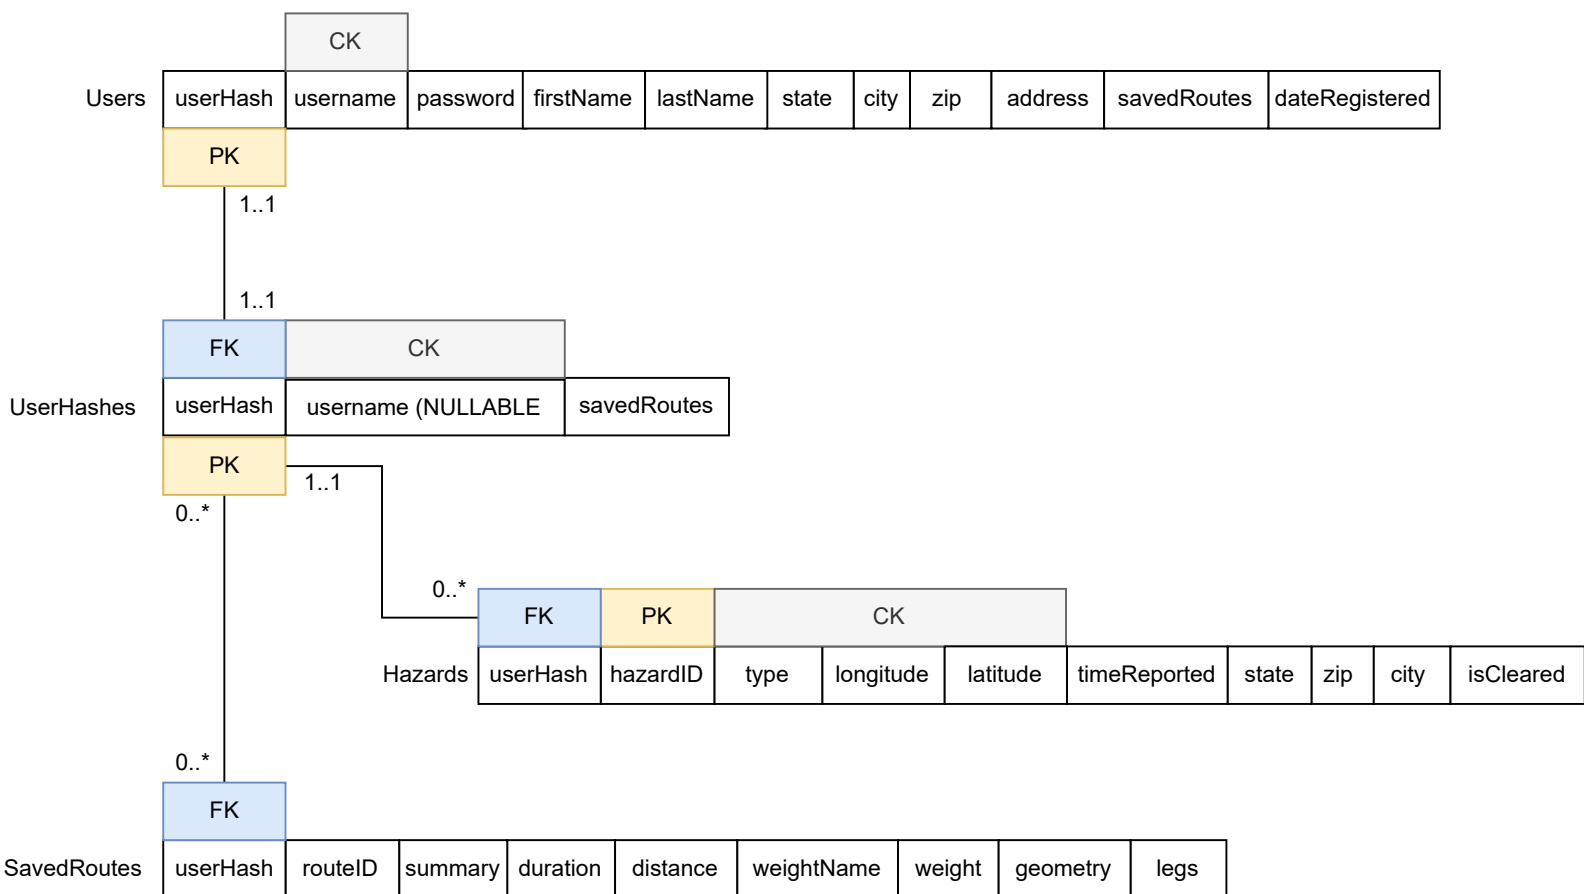 CK
Users userHash username password firstName lastName state city zip address savedRoutes dateRegistered
PK
1..1
1..1
FK CK
UserHashes userHash username (NULLABLE savedRoutes
PK
1..1
0..*
0..*
FK PK CK
Hazards userHash hazardID type longitude latitude timeReported state zip city isCleared
0..*
FK
SavedRoutes userHash routeID summary duration distance weightName weight geometry legs